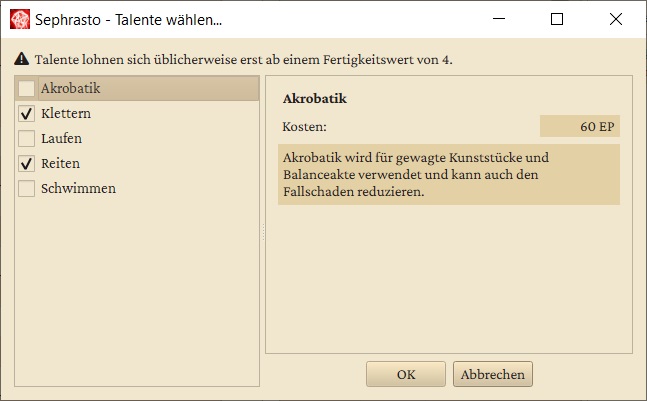 Sephrasto - Talente wählen...
Talente lohnen sich üblicherweise erst ab einem Fertigkeitswert von 4.
Akrobatik
Klettern
Laufen
Reiten
Schwimmen
Akrobatik
Kosten: 60 EP
Akrobatik wird für gewagte Kunststücke und
Balanceakte verwendet und kann auch den
Fallschaden reduzieren.
OK Abbrechen